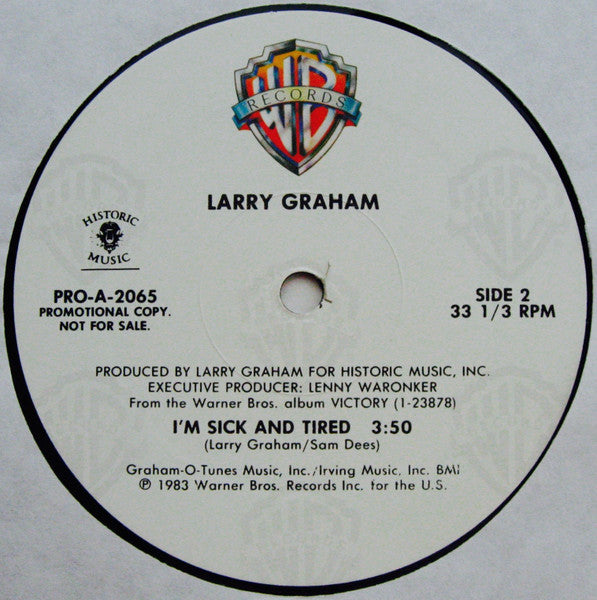 WB
RECORDS
LARRY GRAHAM
HISTORIC
MUSIC
PRO-A-2065
PROMOTIONAL COPY.
NOT FOR SALE.
SIDE 2
33 1/3 RPM
PRODUCED BY LARRY GRAHAM FOR HISTORIC MUSIC, INC.
EXECUTIVE PRODUCER: LENNY WARONKER
From the Warner Bros. album VICTORY (1-23878)
I'M SICK AND TIRED 3:50
(Larry Graham/Sam Dees)
Graham-O-Tunes Music, Inc./Irving Music, Inc. BMI
℗ 1983 Warner Bros. Records Inc. for the U.S.